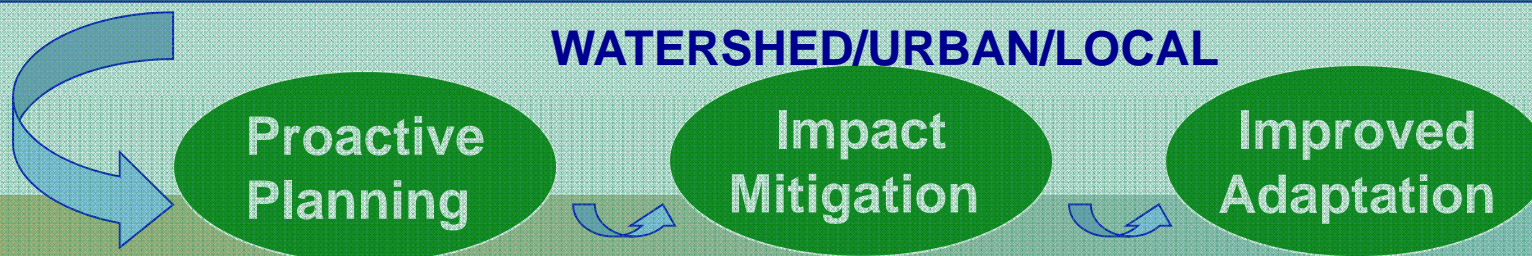 WATERSHED/URBAN/LOCAL
Proactive
Planning
Impact
Mitigation
Improved
Adaptation